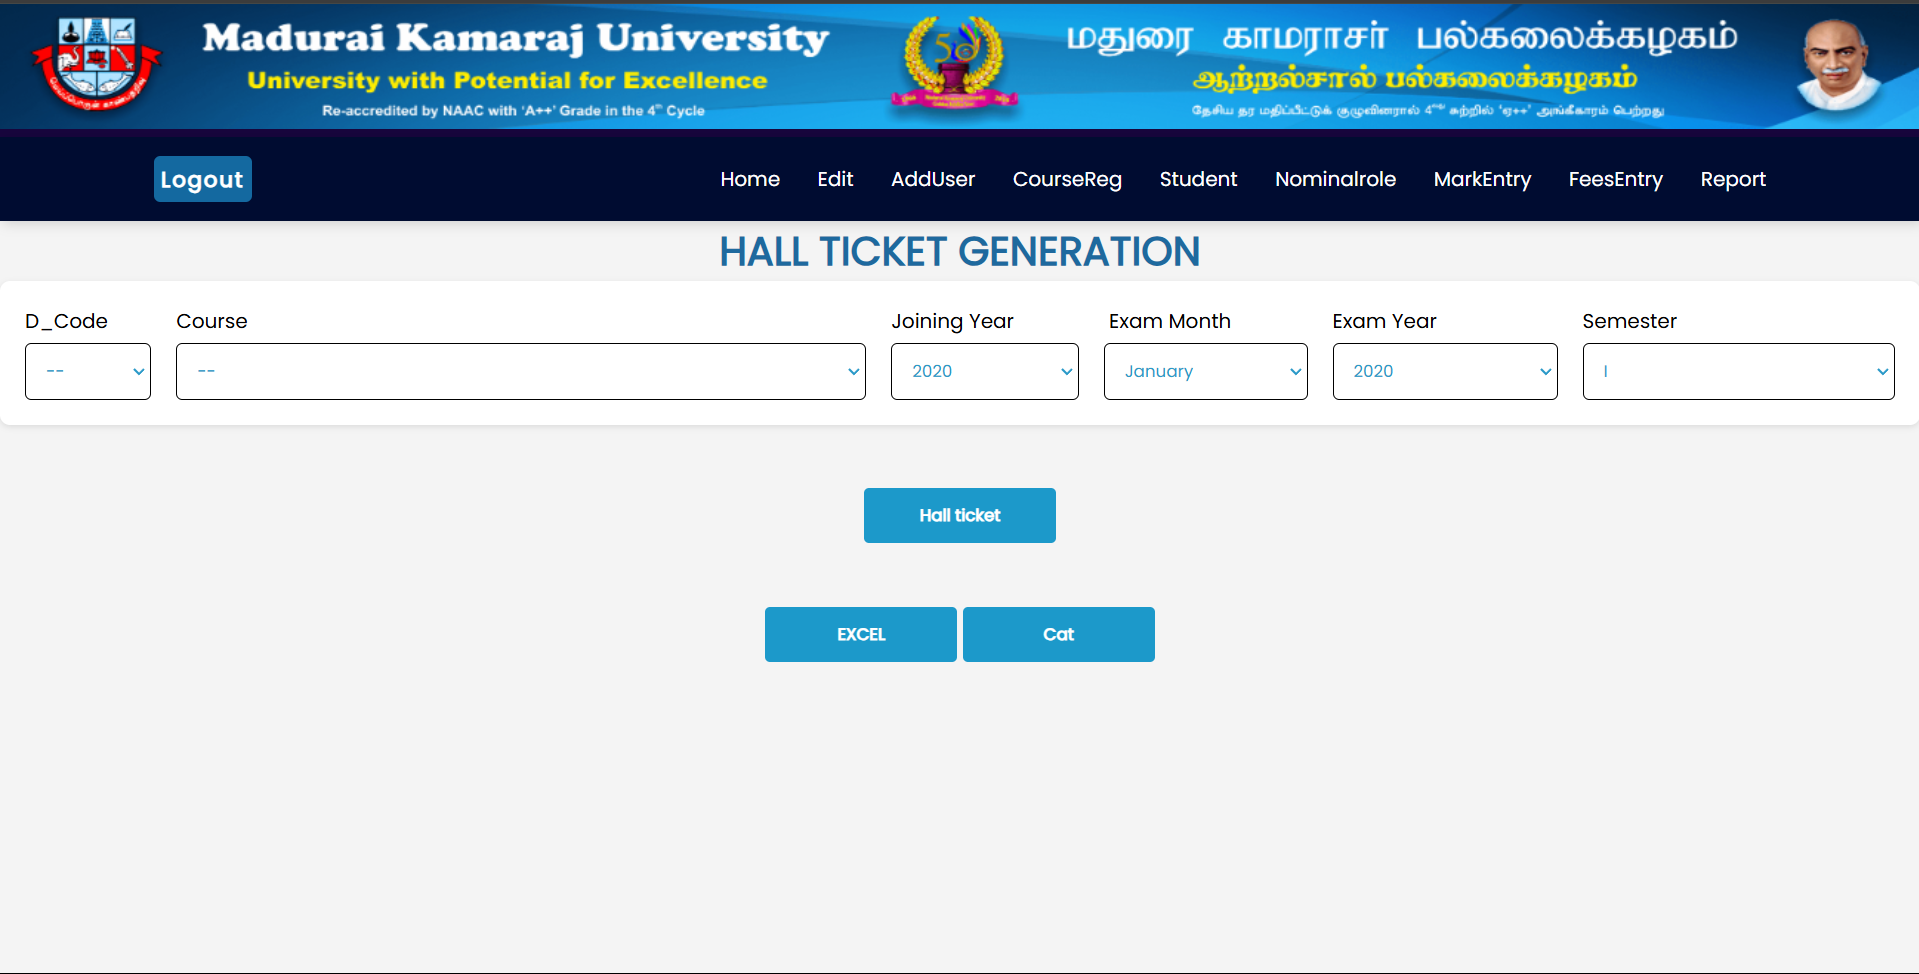 Madurai Kamaraj University
University with Potential for Excellence
Re-accredited by NAAC with 'A++' Grade in the 4th Cycle
மதுரை காமராசர் பல்கலைக்கழகம்
ஆற்றல்சால் பல்கலைக்கழகம்
தேசிய தர மதிப்பீட்டுக் குழுவினரால் 4வது சுற்றில் 'ஏ++' அங்கீகாரம் பெற்றது
Logout Home Edit AddUser CourseReg Student Nominalrole MarkEntry FeesEntry Report
HALL TICKET GENERATION
D_Code Course Joining Year Exam Month Exam Year Semester
-- -- 2020 January 2020 I
Hall ticket
EXCEL Cat